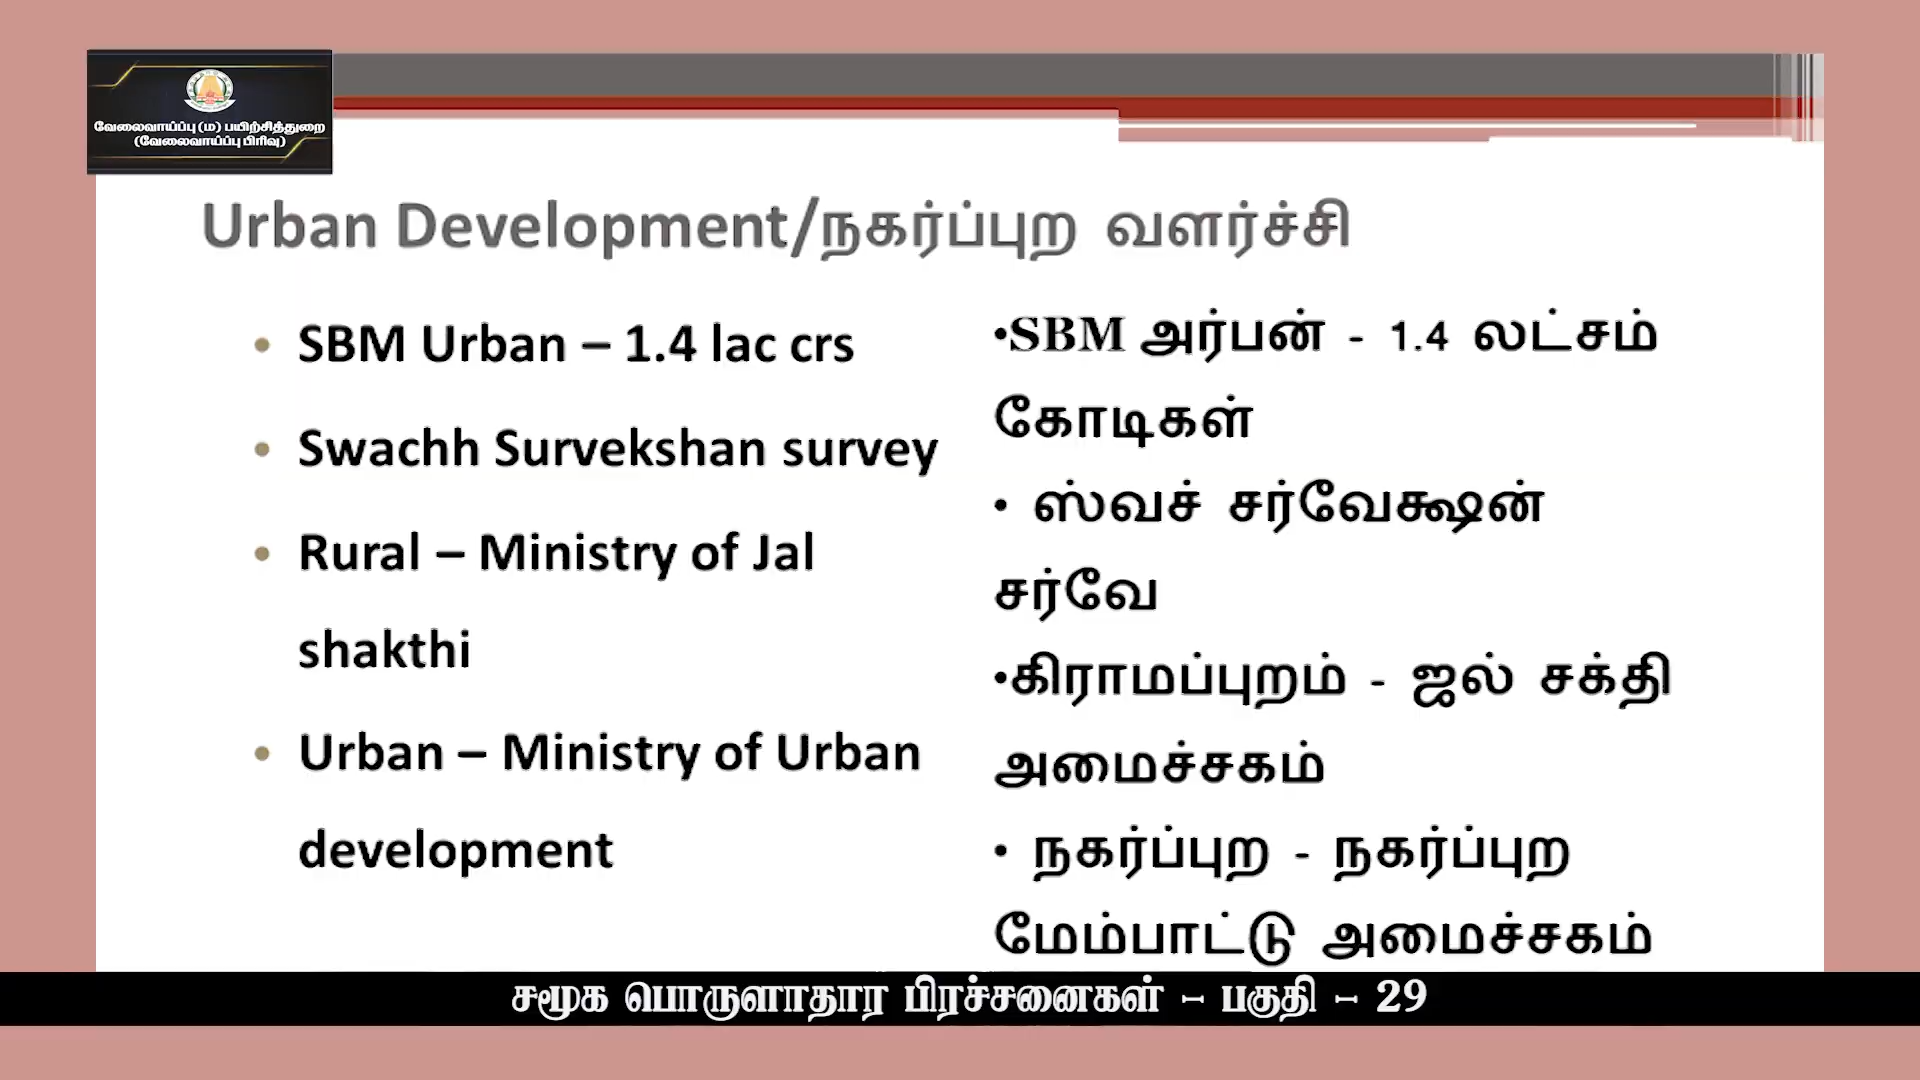 வேலைவாய்ப்பு (ம) பயிற்சித்துறை
(வேலைவாய்ப்பு பிரிவு)
Urban Development/நகர்ப்புற வளர்ச்சி
• SBM Urban – 1.4 lac crs
• Swachh Survekshan survey
• Rural – Ministry of Jal
shakthi
• Urban – Ministry of Urban
development
•SBM அர்பன் - 1.4 லட்சம்
கோடிகள்
• ஸ்வச் சர்வேக்ஷன்
சர்வே
•கிராமப்புறம் - ஜல் சக்தி
அமைச்சகம்
• நகர்ப்புற - நகர்ப்புற
மேம்பாட்டு அமைச்சகம்
சமூக பொருளாதார பிரச்சனைகள் – பகுதி – 29